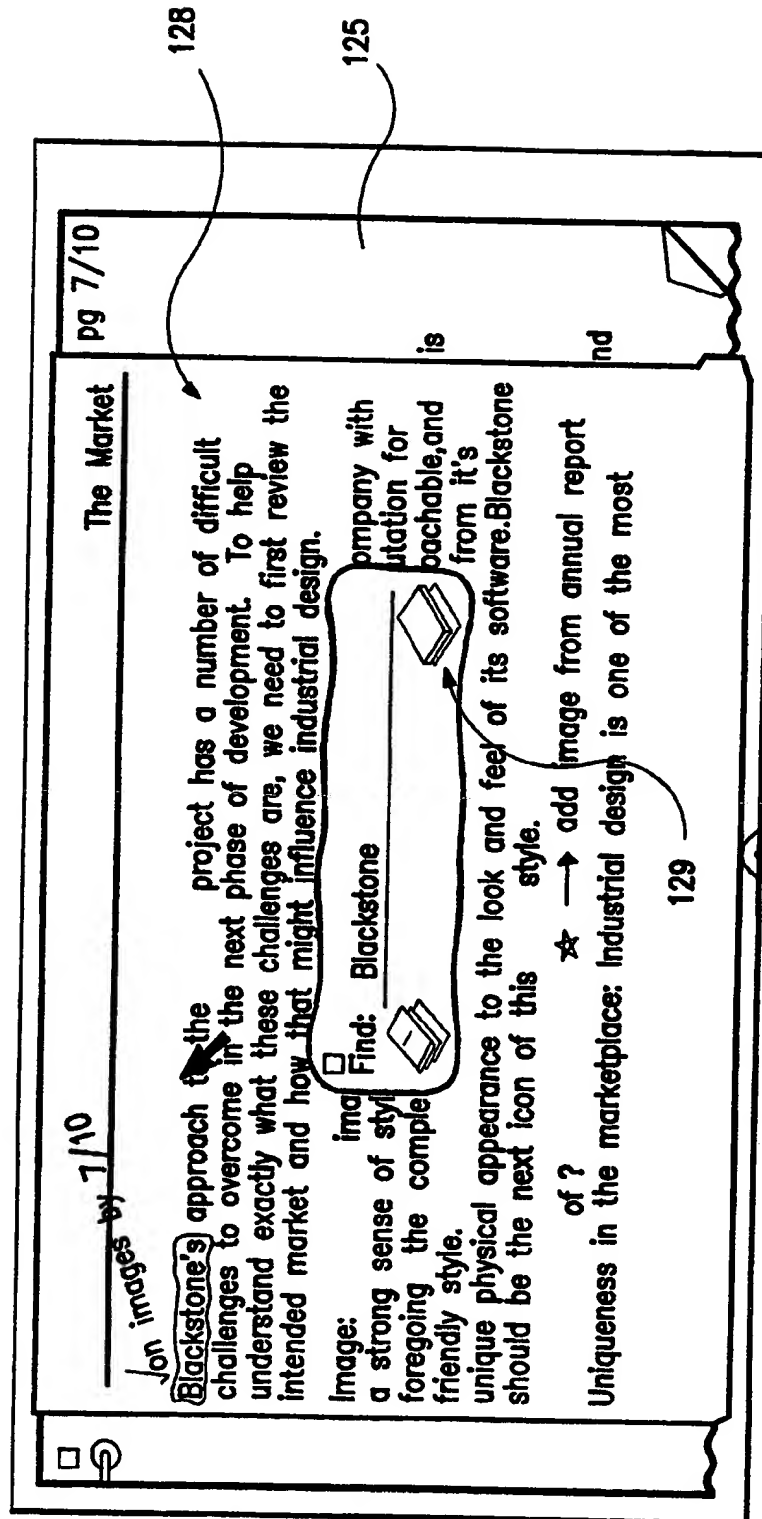 pg 7/10
The Market
Jon images by 7/10
Blackstone's approach to the project has a number of difficult
challenges to overcome in the next phase of development. To help
understand exactly what these challenges are, we need to first review the
intended market and how that might influence industrial design.
Image: ima ompany with
a strong sense of styl utation for
foregoing the comple oachable,and
friendly style. from it's
unique physical appearance to the look and feel of its software.Blackstone
should be the next icon of this style.
of ? ☆ → add image from annual report
Uniqueness in the marketplace: Industrial design is one of the most
Find: Blackstone
is
nd
128
125
129